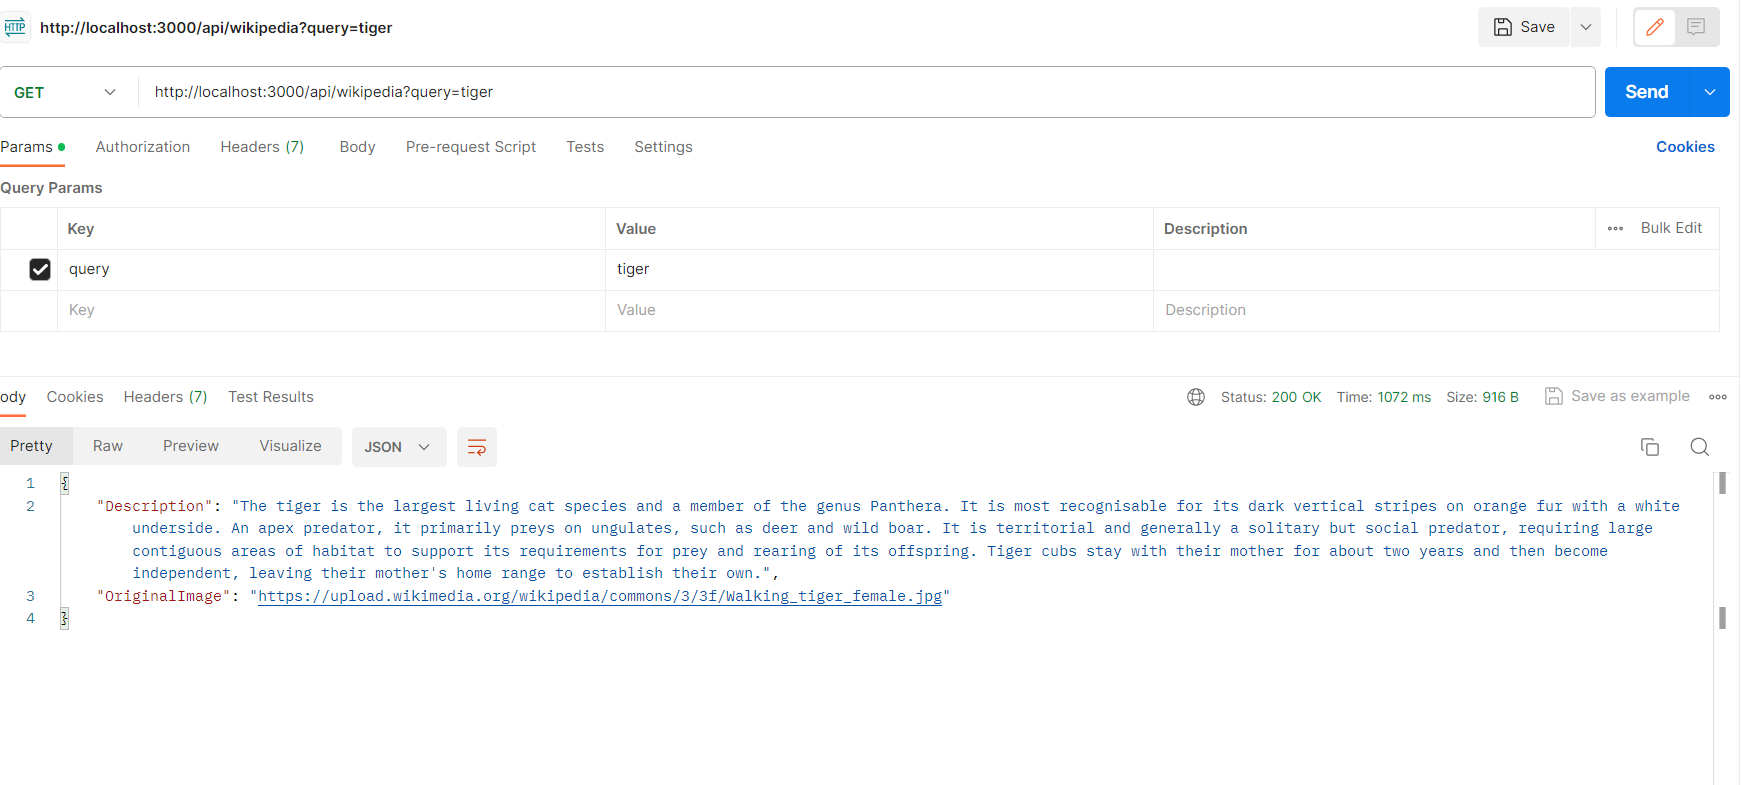 HTTP http://localhost:3000/api/wikipedia?query=tiger Save
GET http://localhost:3000/api/wikipedia?query=tiger Send
Params Authorization Headers (7) Body Pre-request Script Tests Settings Cookies
Query Params
Key Value Description Bulk Edit
query tiger
Key Value Description
ody Cookies Headers (7) Test Results Status: 200 OK Time: 1072 ms Size: 916 B Save as example
Pretty Raw Preview Visualize JSON
1 {
2 "Description": "The tiger is the largest living cat species and a member of the genus Panthera. It is most recognisable for its dark vertical stripes on orange fur with a white
underside. An apex predator, it primarily preys on ungulates, such as deer and wild boar. It is territorial and generally a solitary but social predator, requiring large
contiguous areas of habitat to support its requirements for prey and rearing of its offspring. Tiger cubs stay with their mother for about two years and then become
independent, leaving their mother's home range to establish their own.",
3 "OriginalImage": "https://upload.wikimedia.org/wikipedia/commons/3/3f/Walking_tiger_female.jpg"
4 }